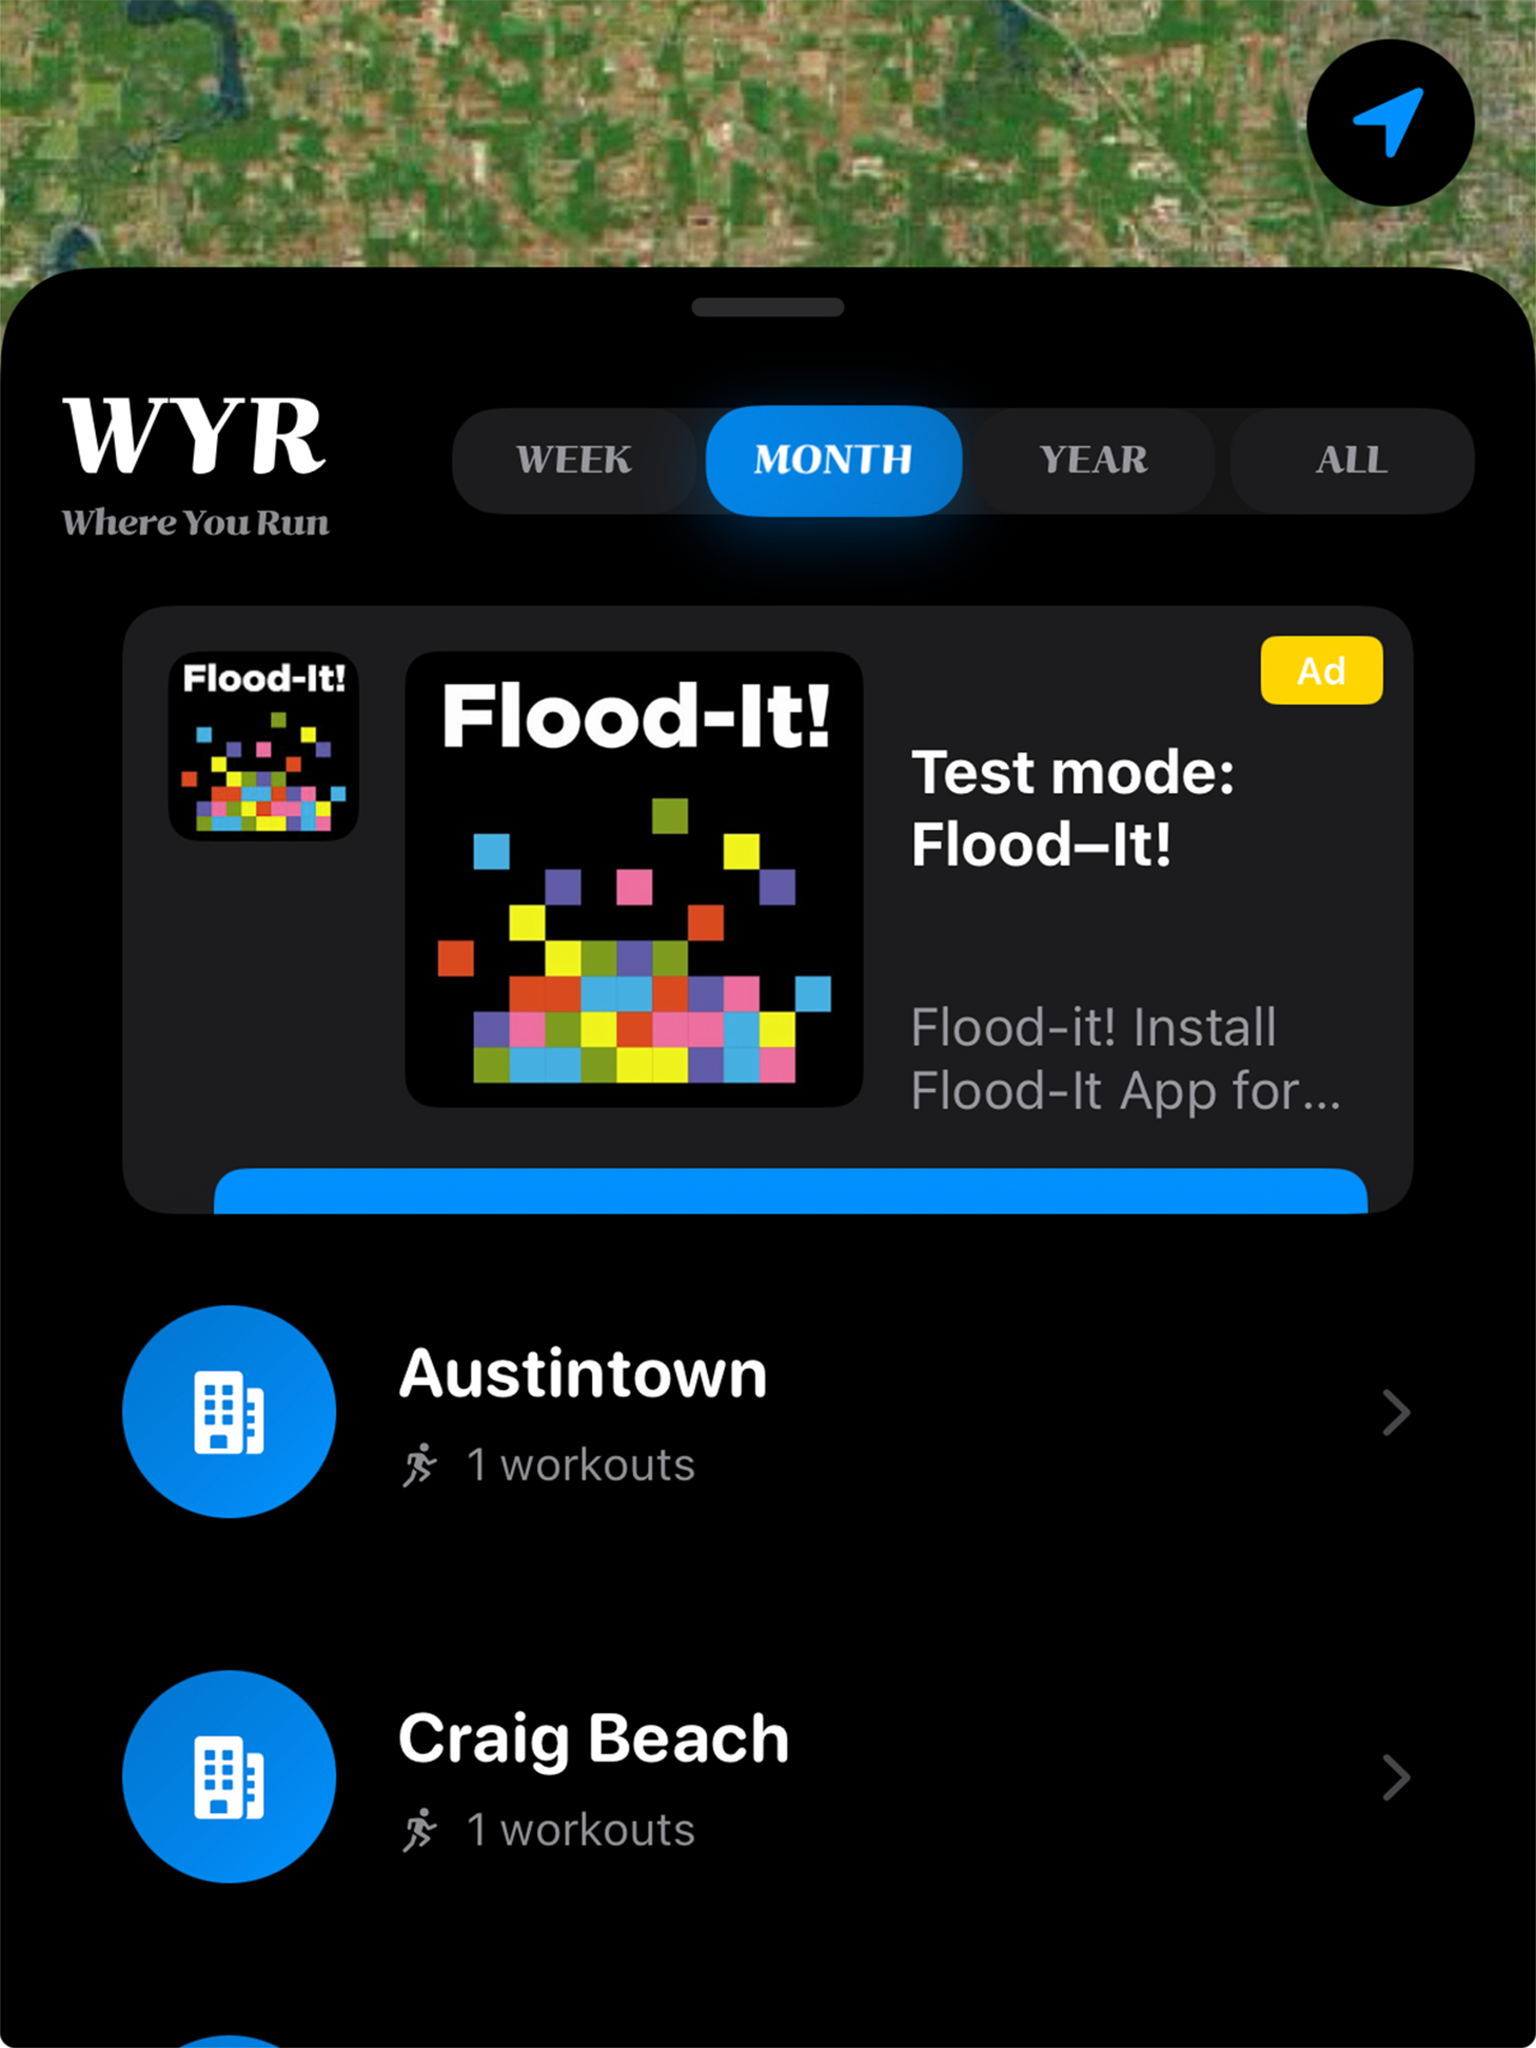 WYR
Where You Run
WEEK
MONTH
YEAR
ALL
Flood-It!
Flood-It!
Ad
Test mode:
Flood–It!
Flood-it! Install
Flood-It App for...
Austintown
1 workouts
Craig Beach
1 workouts